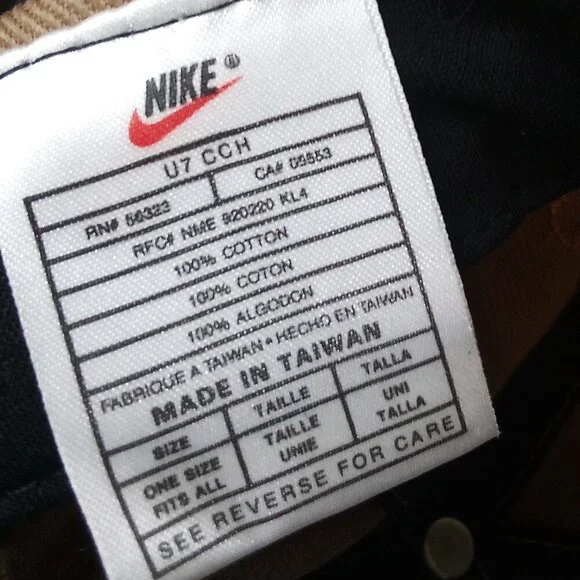 NIKE®
U7 CCH
RN# 56323 CA# 09553
RFC# NME 920220 KL4
100% COTTON
100% COTON
100% ALGODON
FABRIQUE A TAIWAN • HECHO EN TAIWAN
MADE IN TAIWAN
SIZE TAILLE TALLA
ONE SIZE FITS ALL TAILLE UNIE UNI TALLA
SEE REVERSE FOR CARE